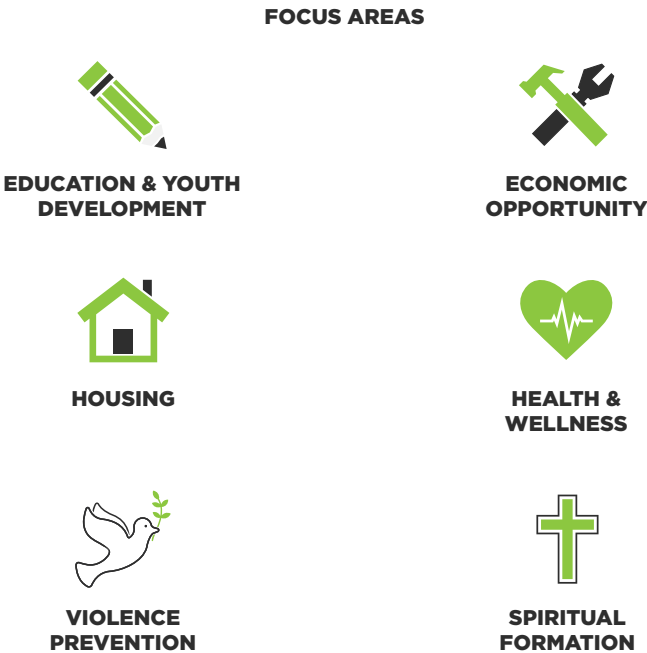 FOCUS AREAS
EDUCATION & YOUTH
DEVELOPMENT
ECONOMIC
OPPORTUNITY
HOUSING
HEALTH &
WELLNESS
VIOLENCE
PREVENTION
SPIRITUAL
FORMATION